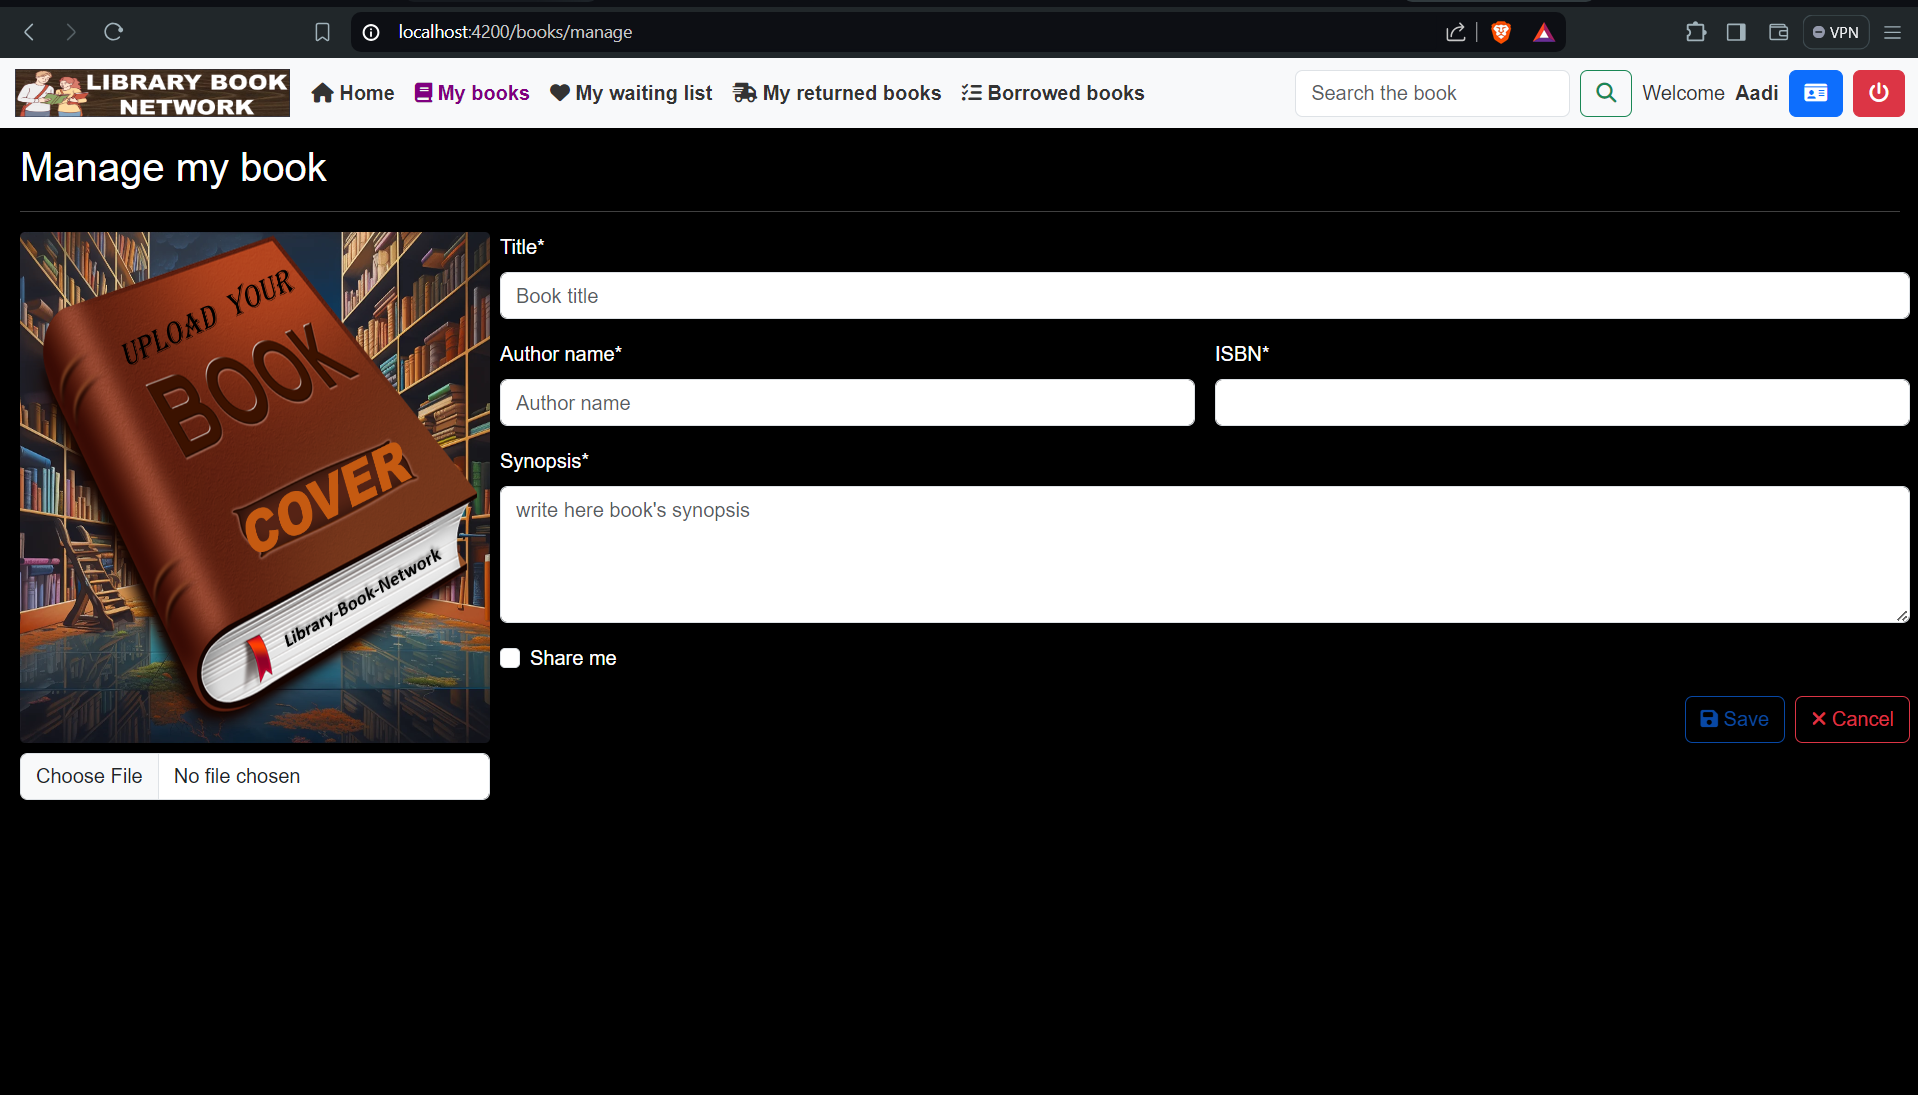 localhost:4200/books/manage
VPN
LIBRARY BOOK
NETWORK
Home
My books
My waiting list
My returned books
Borrowed books
Search the book
Welcome Aadi
Manage my book
UPLOAD YOUR
BOOK
COVER
Library-Book-Network
Choose File
No file chosen
Title*
Book title
Author name*
Author name
ISBN*
Synopsis*
write here book's synopsis
Share me
Save
Cancel